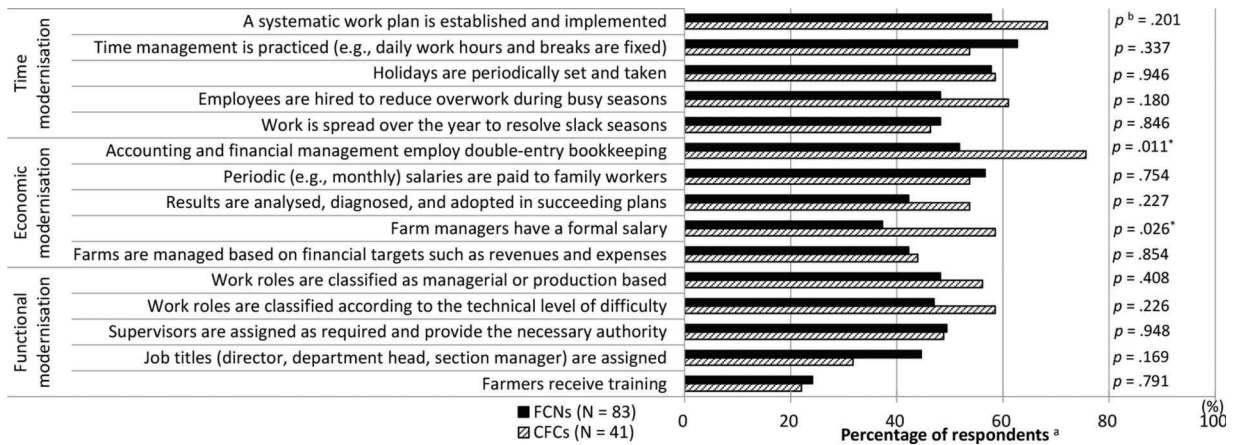 Time modernisation
A systematic work plan is established and implemented
p ᵇ = .201
Time management is practiced (e.g., daily work hours and breaks are fixed)
p = .337
Holidays are periodically set and taken
p = .946
Employees are hired to reduce overwork during busy seasons
p = .180
Work is spread over the year to resolve slack seasons
p = .846
Economic modernisation
Accounting and financial management employ double-entry bookkeeping
p = .011*
Periodic (e.g., monthly) salaries are paid to family workers
p = .754
Results are analysed, diagnosed, and adopted in succeeding plans
p = .227
Farm managers have a formal salary
p = .026*
Farms are managed based on financial targets such as revenues and expenses
p = .854
Functional modernisation
Work roles are classified as managerial or production based
p = .408
Work roles are classified according to the technical level of difficulty
p = .226
Supervisors are assigned as required and provide the necessary authority
p = .948
Job titles (director, department head, section manager) are assigned
p = .169
Farmers receive training
p = .791
FCNs (N = 83)
CFCs (N = 41)
0 20 40 60 80 100
(%)
Percentage of respondents ᵃ